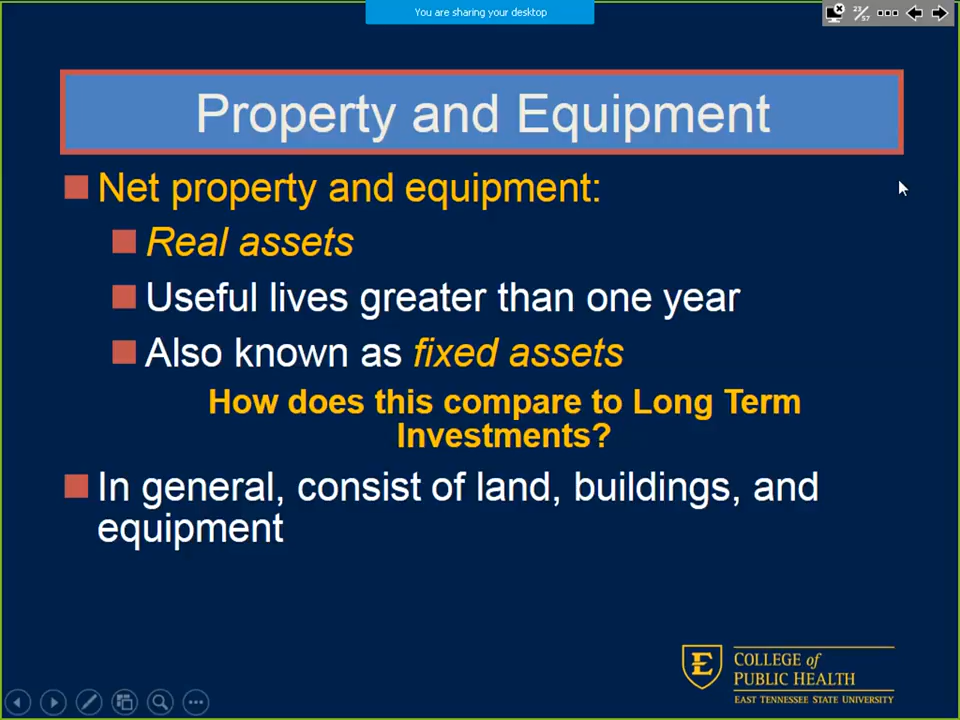 You are sharing your desktop
23/57
Property and Equipment
Net property and equipment:
Real assets
Useful lives greater than one year
Also known as fixed assets
How does this compare to Long Term
Investments?
In general, consist of land, buildings, and
equipment
E
COLLEGE of
PUBLIC HEALTH
EAST TENNESSEE STATE UNIVERSITY